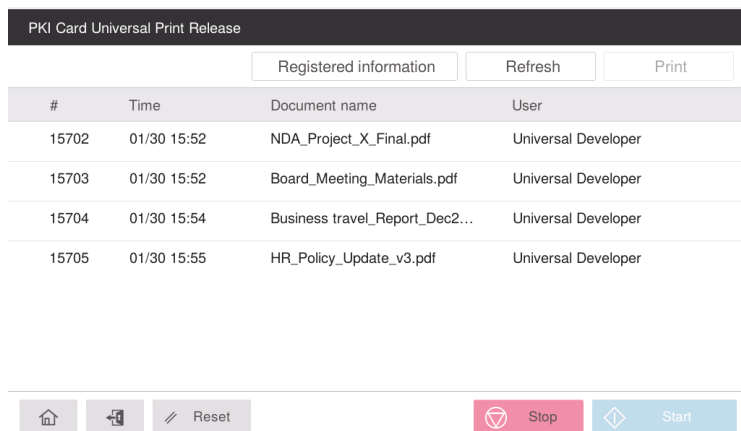 PKI Card Universal Print Release
Registered information Refresh Print
# Time Document name User
15702 01/30 15:52 NDA_Project_X_Final.pdf Universal Developer
15703 01/30 15:52 Board_Meeting_Materials.pdf Universal Developer
15704 01/30 15:54 Business travel_Report_Dec2... Universal Developer
15705 01/30 15:55 HR_Policy_Update_v3.pdf Universal Developer
Reset Stop Start